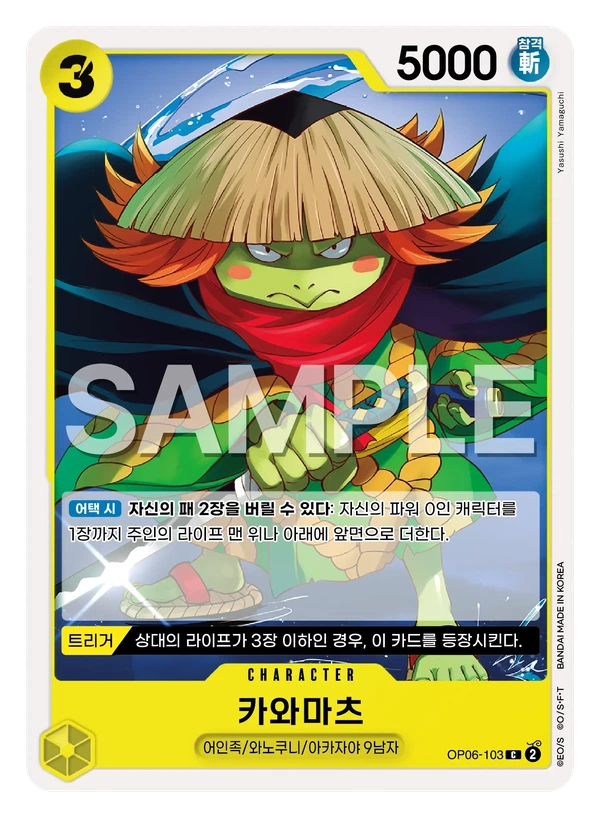 3
5000
참격
斬
Yasushi Yamaguchi
SAMPLE
어택 시 자신의 패 2장을 버릴 수 있다: 자신의 파워 0인 캐릭터를
1장까지 주인의 라이프 맨 위나 아래에 앞면으로 더한다.
트리거 상대의 라이프가 3장 이하인 경우, 이 카드를 등장시킨다.
CHARACTER
카와마츠
어인족/와노쿠니/아카자야 9남자
OP06-103 C 2
©EO/S ©O/S·F·T BANDAI MADE IN KOREA